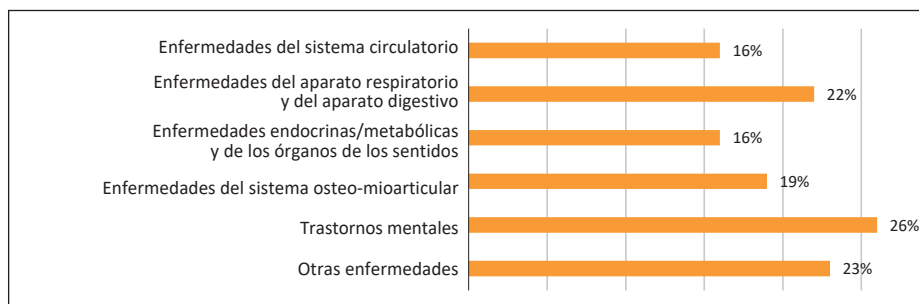 Enfermedades del sistema circulatorio
16%
Enfermedades del aparato respiratorio
y del aparato digestivo
22%
Enfermedades endocrinas/metabólicas
y de los órganos de los sentidos
16%
Enfermedades del sistema osteo-mioarticular
19%
Trastornos mentales
26%
Otras enfermedades
23%